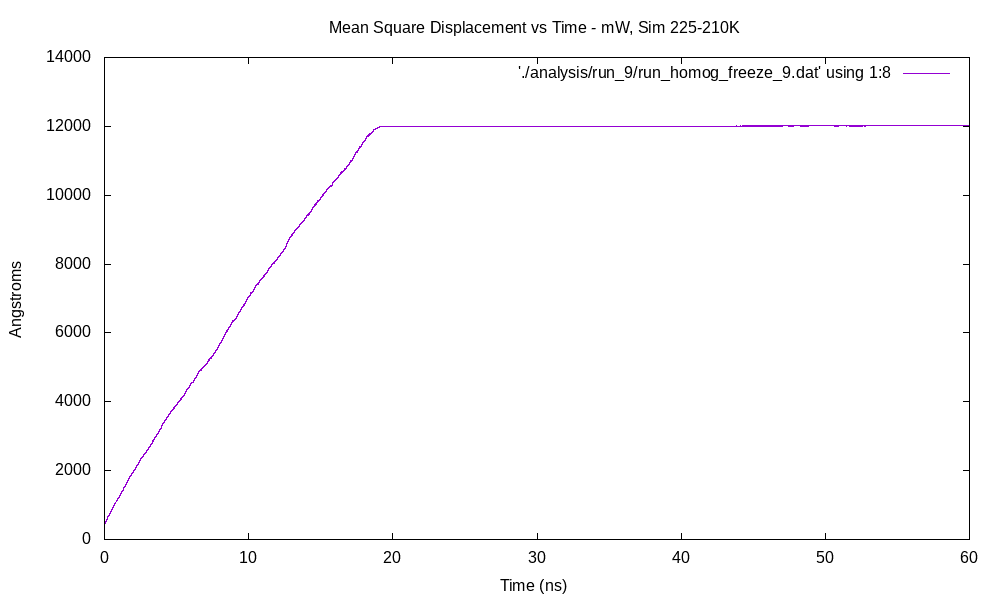 Mean Square Displacement vs Time - mW, Sim 225-210K
'./analysis/run_9/run_homog_freeze_9.dat' using 1:8
14000
12000
10000
8000
6000
4000
2000
0
Angstroms
0 10 20 30 40 50 60
Time (ns)